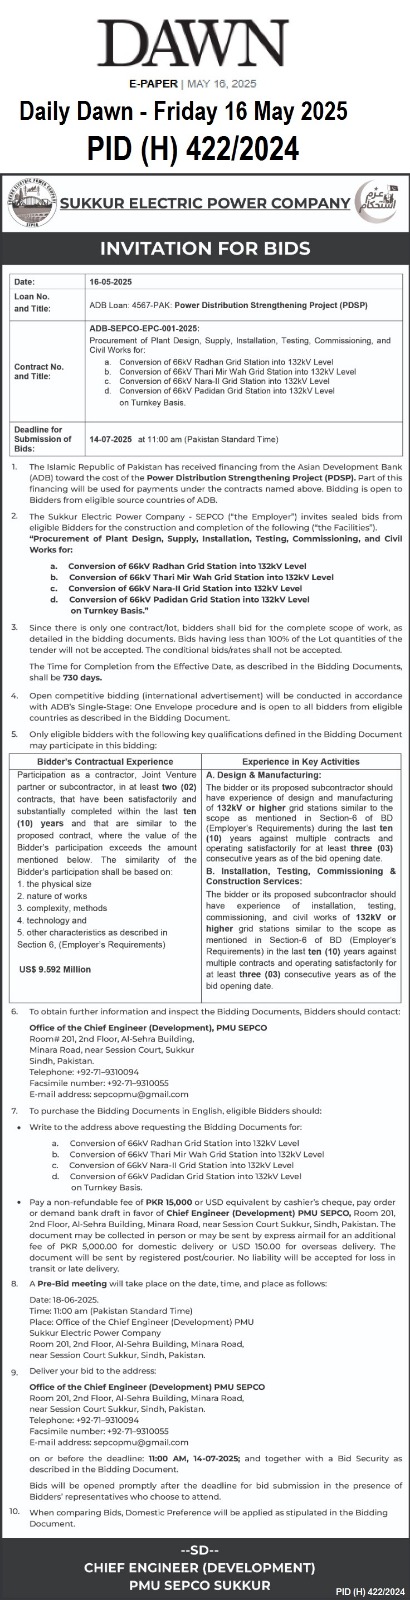 DAWN
E-PAPER | MAY 16, 2025
Daily Dawn - Friday 16 May 2025
PID (H) 422/2024
SUKKUR ELECTRIC POWER COMPANY
INVITATION FOR BIDS
Date: 16-05-2025
Loan No.
and Title:
ADB Loan: 4567-PAK: Power Distribution Strengthening Project (PDSP)
Contract No.
and Title:
ADB-SEPCO-EPC-001-2025:
Procurement of Plant Design, Supply, Installation, Testing, Commissioning, and
Civil Works for:
a. Conversion of 66kV Radhan Grid Station into 132kV Level
b. Conversion of 66kV Thari Mir Wah Grid Station into 132kV Level
c. Conversion of 66kV Nara-II Grid Station into 132kV Level
d. Conversion of 66kV Padidan Grid Station into 132kV Level
on Turnkey Basis.
Deadline for
Submission of
Bids:
14-07-2025 at 11:00 am (Pakistan Standard Time)
1. The Islamic Republic of Pakistan has received financing from the Asian Development Bank
(ADB) toward the cost of the Power Distribution Strengthening Project (PDSP). Part of this
financing will be used for payments under the contracts named above. Bidding is open to
Bidders from eligible source countries of ADB.
2. The Sukkur Electric Power Company - SEPCO ("the Employer") invites sealed bids from
eligible Bidders for the construction and completion of the following ("the Facilities").
"Procurement of Plant Design, Supply, Installation, Testing, Commissioning, and Civil
Works for:
a. Conversion of 66kV Radhan Grid Station into 132kV Level
b. Conversion of 66kV Thari Mir Wah Grid Station into 132kV Level
c. Conversion of 66kV Nara-II Grid Station into 132kV Level
d. Conversion of 66kV Padidan Grid Station into 132kV Level
on Turnkey Basis."
3. Since there is only one contract/lot, bidders shall bid for the complete scope of work, as
detailed in the bidding documents. Bids having less than 100% of the Lot quantities of the
tender will not be accepted. The conditional bids/rates shall not be accepted.
The Time for Completion from the Effective Date, as described in the Bidding Documents,
shall be 730 days.
4. Open competitive bidding (international advertisement) will be conducted in accordance
with ADB's Single-Stage: One Envelope procedure and is open to all bidders from eligible
countries as described in the Bidding Document.
5. Only eligible bidders with the following key qualifications defined in the Bidding Document
may participate in this bidding:
Bidder's Contractual Experience
Participation as a contractor, Joint Venture
partner or subcontractor, in at least two (02)
contracts, that have been satisfactorily and
substantially completed within the last ten
(10) years and that are similar to the
proposed contract, where the value of the
Bidder's participation exceeds the amount
mentioned below. The similarity of the
Bidder's participation shall be based on:
1. the physical size
2. nature of works
3. complexity, methods
4. technology and
5. other characteristics as described in
Section 6, (Employer's Requirements)
US$ 9.592 Million
Experience in Key Activities
A. Design & Manufacturing:
The bidder or its proposed subcontractor should
have experience of design and manufacturing
of 132kV or higher grid stations similar to the
scope as mentioned in Section-6 of BD
(Employer's Requirements) during the last ten
(10) years against multiple contracts and
operating satisfactorily for at least three (03)
consecutive years as of the bid opening date.
B. Installation, Testing, Commissioning &
Construction Services:
The bidder or its proposed subcontractor should
have experience of installation, testing,
commissioning, and civil works of 132kV or
higher grid stations similar to the scope as
mentioned in Section-6 of BD (Employer's
Requirements) in the last ten (10) years against
multiple contracts and operating satisfactorily for
at least three (03) consecutive years as of the
bid opening date.
6. To obtain further information and inspect the Bidding Documents, Bidders should contact:
Office of the Chief Engineer (Development), PMU SEPCO
Room# 201, 2nd Floor, Al-Sehra Building,
Minara Road, near Session Court, Sukkur
Sindh, Pakistan.
Telephone: +92-71–9310094
Facsimile number: +92-71–9310055
E-mail address: sepcopmu@gmail.com
7. To purchase the Bidding Documents in English, eligible Bidders should:
• Write to the address above requesting the Bidding Documents for:
a. Conversion of 66kV Radhan Grid Station into 132kV Level
b. Conversion of 66kV Thari Mir Wah Grid Station into 132kV Level
c. Conversion of 66kV Nara-II Grid Station into 132kV Level
d. Conversion of 66kV Padidan Grid Station into 132kV Level
on Turnkey Basis.
• Pay a non-refundable fee of PKR 15,000 or USD equivalent by cashier's cheque, pay order
or demand bank draft in favor of Chief Engineer (Development) PMU SEPCO, Room 201,
2nd Floor, Al-Sehra Building, Minara Road, near Session Court Sukkur, Sindh, Pakistan. The
document may be collected in person or may be sent by express airmail for an additional
fee of PKR 5,000.00 for domestic delivery or USD 150.00 for overseas delivery. The
document will be sent by registered post/courier. No liability will be accepted for loss in
transit or late delivery.
8. A Pre-Bid meeting will take place on the date, time, and place as follows:
Date: 18-06-2025.
Time: 11:00 am (Pakistan Standard Time)
Place: Office of the Chief Engineer (Development) PMU
Sukkur Electric Power Company
Room 201, 2nd Floor, Al-Sehra Building, Minara Road,
near Session Court Sukkur, Sindh, Pakistan.
9. Deliver your bid to the address:
Office of the Chief Engineer (Development) PMU SEPCO
Room 201, 2nd Floor, Al-Sehra Building, Minara Road,
near Session Court Sukkur, Sindh, Pakistan.
Telephone: +92-71–9310094
Facsimile number: +92-71–9310055
E-mail address: sepcopmu@gmail.com
on or before the deadline: 11:00 AM, 14-07-2025; and together with a Bid Security as
described in the Bidding Document.
Bids will be opened promptly after the deadline for bid submission in the presence of
Bidders' representatives who choose to attend.
10. When comparing Bids, Domestic Preference will be applied as stipulated in the Bidding
Document.
--SD--
CHIEF ENGINEER (DEVELOPMENT)
PMU SEPCO SUKKUR
PID (H) 422/2024